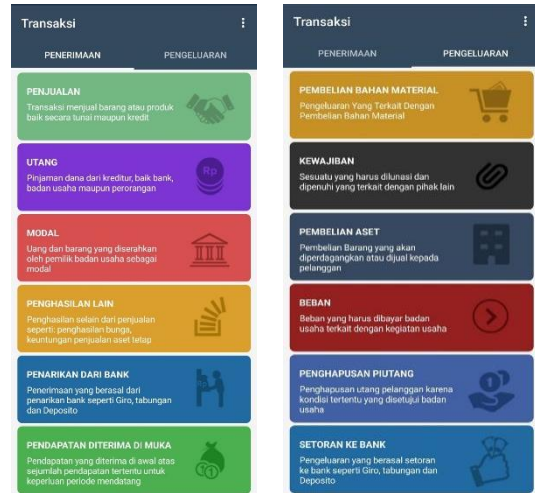 Transaksi
PENERIMAAN PENGELUARAN
PENJUALAN
Transaksi menjual barang atau produk
baik secara tunai maupun kredit
UTANG
Pinjaman dana dari kreditur, baik bank,
badan usaha maupun perorangan
Rp
MODAL
Uang dan barang yang diserahkan
oleh pemilik badan usaha sebagai
modal
PENGHASILAN LAIN
Penghasilan selain dari penjualan
seperti: penghasilan bunga,
keuntungan penjualan aset tetap
PENARIKAN DARI BANK
Penerimaan yang berasal dari
penarikan bank seperti Giro, tabungan
dan Deposito
PENDAPATAN DITERIMA DI MUKA
Pendapatan yang diterima di awal atas
sejumlah pendapatan tertentu untuk
keperluan periode mendatang
Transaksi
PENERIMAAN PENGELUARAN
PEMBELIAN BAHAN MATERIAL
Pengeluaran Yang Terkait Dengan
Pembelian Bahan Material
KEWAJIBAN
Sesuatu yang harus dilunasi dan
dipenuhi yang terkait dengan pihak lain
PEMBELIAN ASET
Pembelian Barang yang akan
diperdagangkan atau dijual kepada
pelanggan
BEBAN
Beban yang harus dibayar badan
usaha terkait dengan kegiatan usaha
PENGHAPUSAN PIUTANG
Penghapusan utang pelanggan karena
kondisi tertentu yang disetujui badan
usaha
SETORAN KE BANK
Pengeluaran yang berasal setoran
ke bank seperti Giro, tabungan dan
Deposito